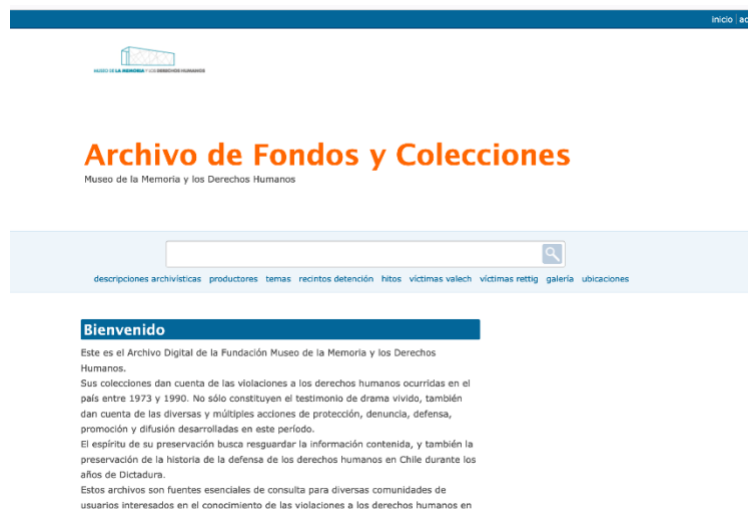 inicio
MUSEO DE LA MEMORIA Y LOS DERECHOS HUMANOS
Archivo de Fondos y Colecciones
Museo de la Memoria y los Derechos Humanos
descripciones archivísticas productores temas recintos detención hitos víctimas valech víctimas rettig galería ubicaciones
Bienvenido
Este es el Archivo Digital de la Fundación Museo de la Memoria y los Derechos
Humanos.
Sus colecciones dan cuenta de las violaciones a los derechos humanos ocurridas en el
país entre 1973 y 1990. No sólo constituyen el testimonio de drama vivido, también
dan cuenta de las diversas y múltiples acciones de protección, denuncia, defensa,
promoción y difusión desarrolladas en este período.
El espíritu de su preservación busca resguardar la información contenida, y también la
preservación de la historia de la defensa de los derechos humanos en Chile durante los
años de Dictadura.
Estos archivos son fuentes esenciales de consulta para diversas comunidades de
usuarios interesados en el conocimiento de las violaciones a los derechos humanos en